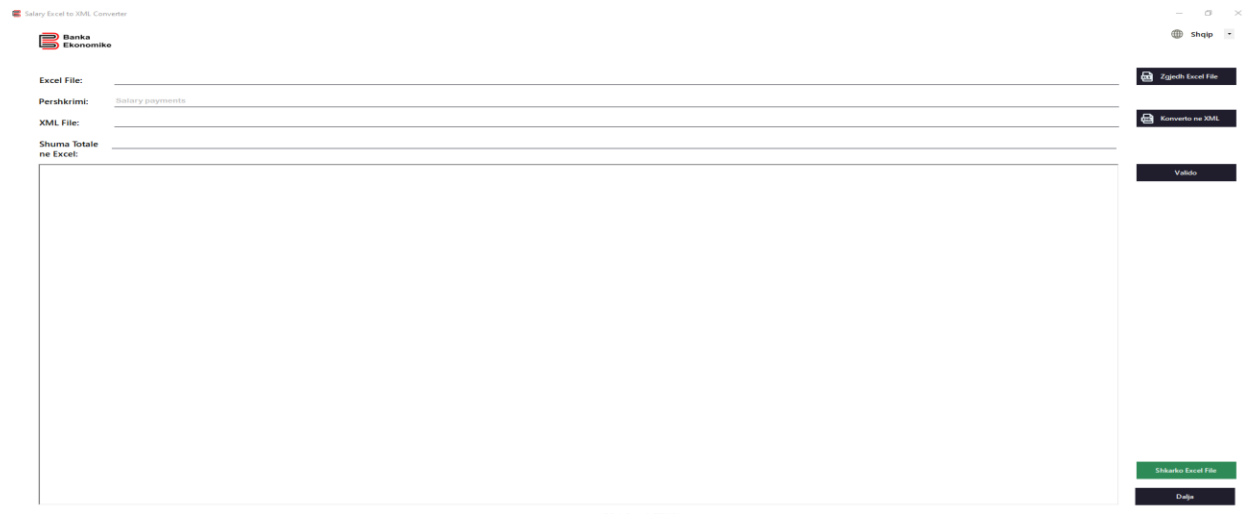 Salary Excel to XML Converter
Banka
Ekonomike
Shqip
Excel File:
Zgjedh Excel File
Pershkrimi:
Salary payments
XML File:
Konverto ne XML
Shuma Totale
ne Excel:
Valido
Shkarko Excel File
Dalja